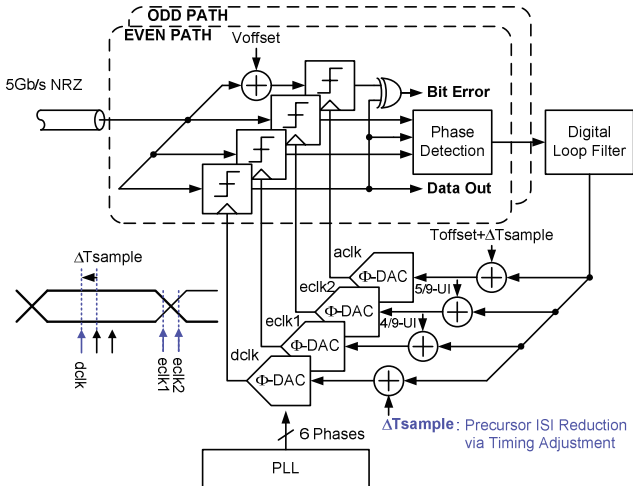 ODD PATH
EVEN PATH
Voffset
5Gb/s NRZ
Bit Error
Phase
Detection
Digital
Loop Filter
Data Out
Toffset+ΔTsample
aclk
Φ-DAC
ΔTsample
eclk2
5/9-UI
Φ-DAC
eclk1
4/9-UI
Φ-DAC
dclk
Φ-DAC
dclk
eclk1
eclk2
ΔTsample : Precursor ISI Reduction
via Timing Adjustment
6 Phases
PLL